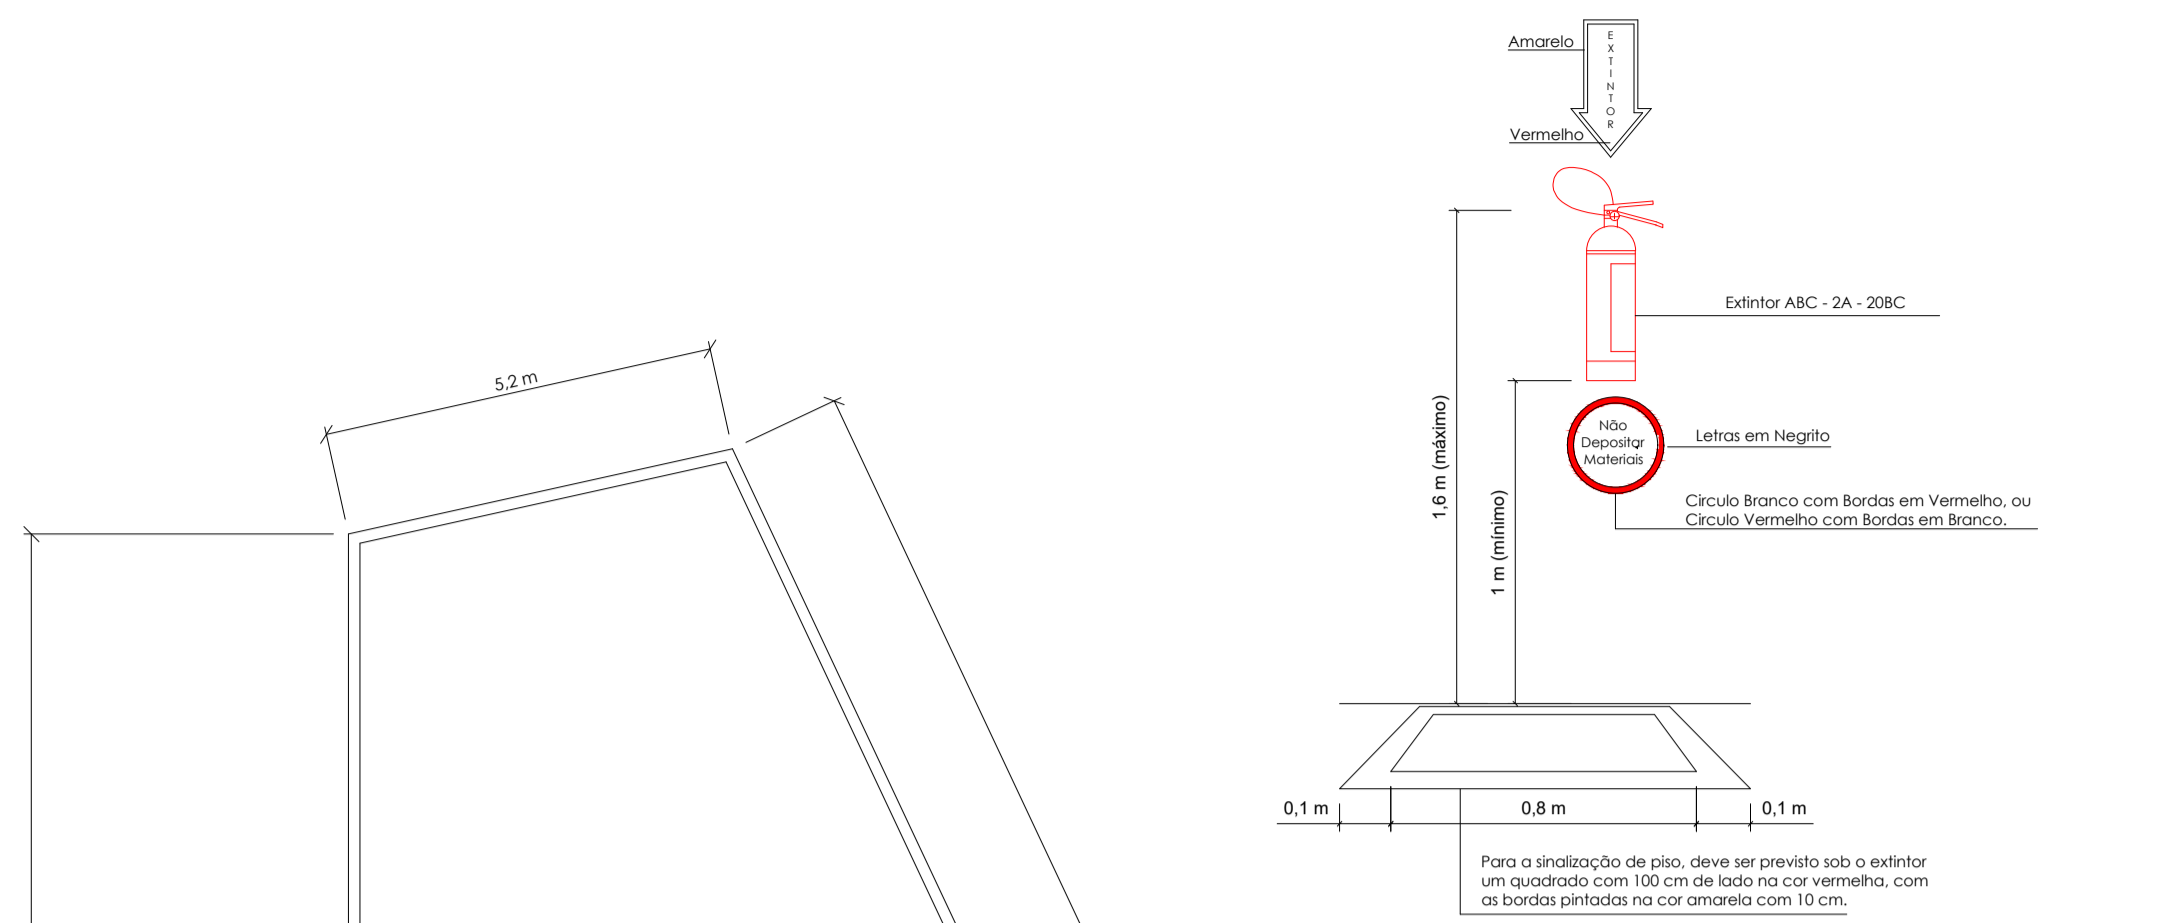 5,2 m
Amarelo
EXTINTOR
Vermelho
Extintor ABC - 2A - 20BC
1,6 m (máximo)
1 m (mínimo)
Não
Depositar
Materiais
Letras em Negrito
Circulo Branco com Bordas em Vermelho, ou
Circulo Vermelho com Bordas em Branco.
0,1 m
0,8 m
0,1 m
Para a sinalização de piso, deve ser previsto sob o extintor
um quadrado com 100 cm de lado na cor vermelha, com
as bordas pintadas na cor amarela com 10 cm.